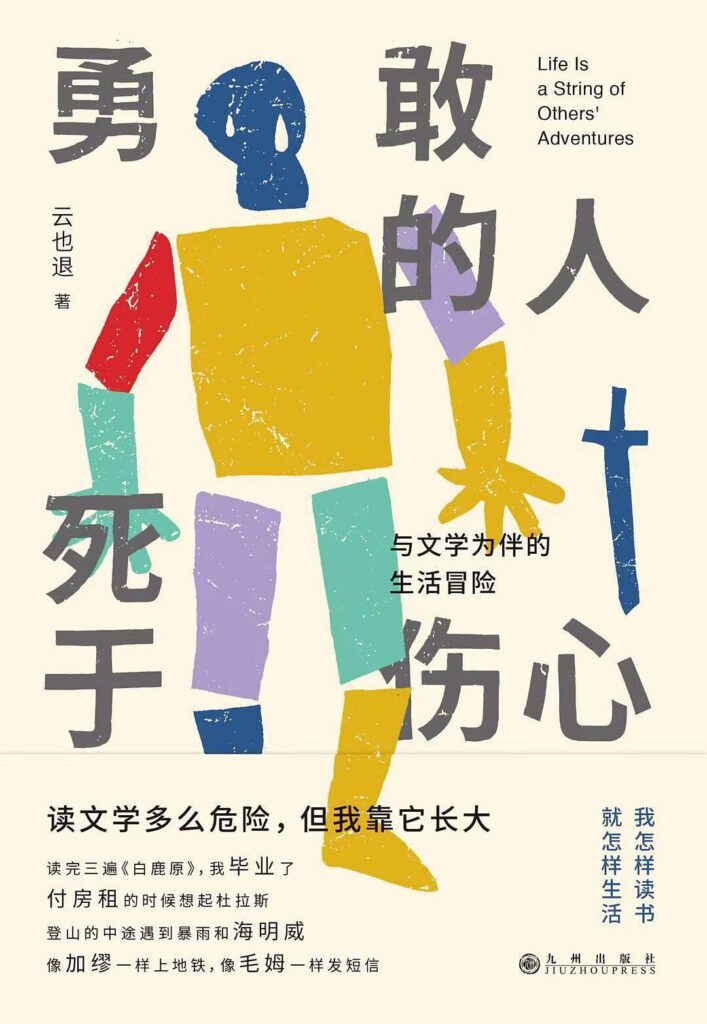 勇敢的人
死于伤心
Life Is
a String of
Others'
Adventures
云也退 著
与文学为伴的
生活冒险
读文学多么危险，但我靠它长大
读完三遍《白鹿原》，我毕业了
付房租的时候想起杜拉斯
登山的中途遇到暴雨和海明威
像加缪一样上地铁，像毛姆一样发短信
我怎样读书
就怎样生活
九州出版社
JIUZHOUPRESS